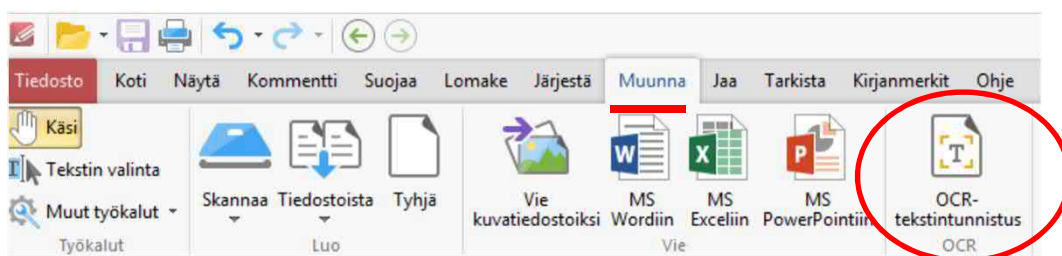 Tiedosto Koti Näytä Kommentti Suojaa Lomake Järjestä Muunna Jaa Tarkista Kirjanmerkit Ohje
Käsi
Tekstin valinta
Muut työkalut
Työkalut
Skannaa Tiedostoista Tyhjä
Luo
Vie
kuvatiedostoiksi
MS
Wordiin
MS
Exceliin
MS
PowerPointiin
Vie
OCR-
tekstintunnistus
OCR